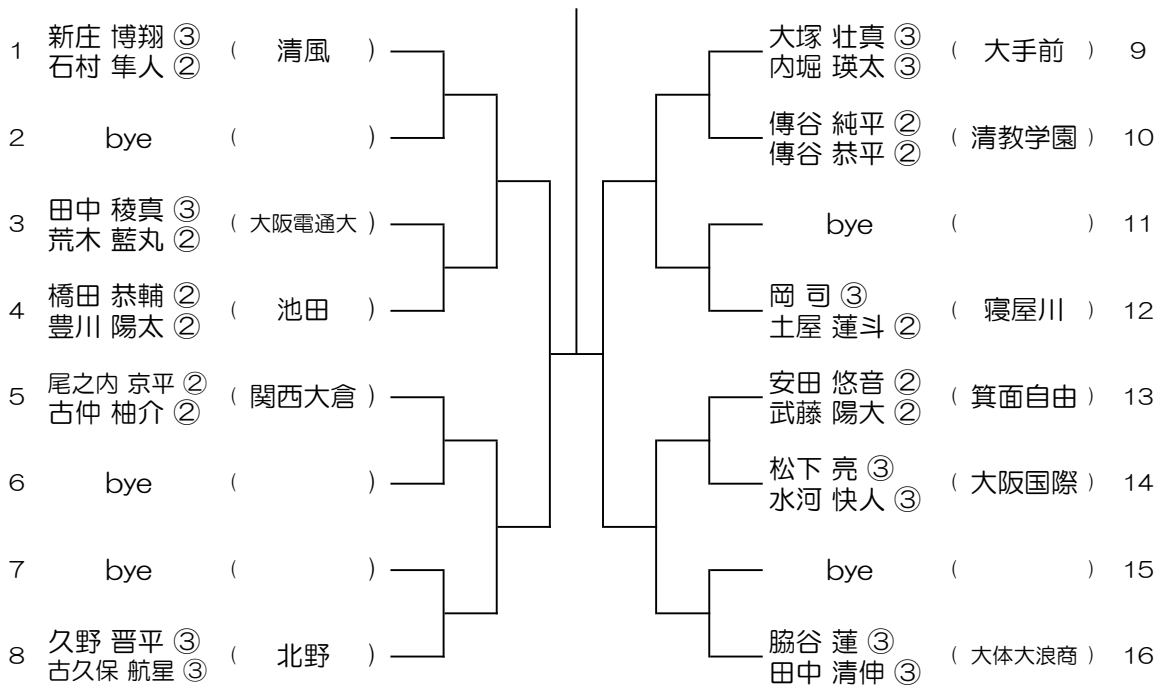 1 新庄 博翔 ③ ( 清風 )
石村 隼人 ②
2 bye ( )
3 田中 稜真 ③ ( 大阪電通大 )
荒木 藍丸 ②
4 橋田 恭輔 ② ( 池田 )
豊川 陽太 ②
5 尾之内 京平 ② ( 関西大倉 )
古仲 柚介 ②
6 bye ( )
7 bye ( )
8 久野 晋平 ③ ( 北野 )
古久保 航星 ③
大塚 壮真 ③ ( 大手前 ) 9
内堀 瑛太 ③
傳谷 純平 ② ( 清教学園 ) 10
傳谷 恭平 ②
bye ( ) 11
岡 司 ③ ( 寝屋川 ) 12
土屋 蓮斗 ②
安田 悠音 ② ( 箕面自由 ) 13
武藤 陽大 ②
松下 亮 ③ ( 大阪国際 ) 14
水河 快人 ③
bye ( ) 15
脇谷 蓮 ③ ( 大体大浪商 ) 16
田中 清伸 ③